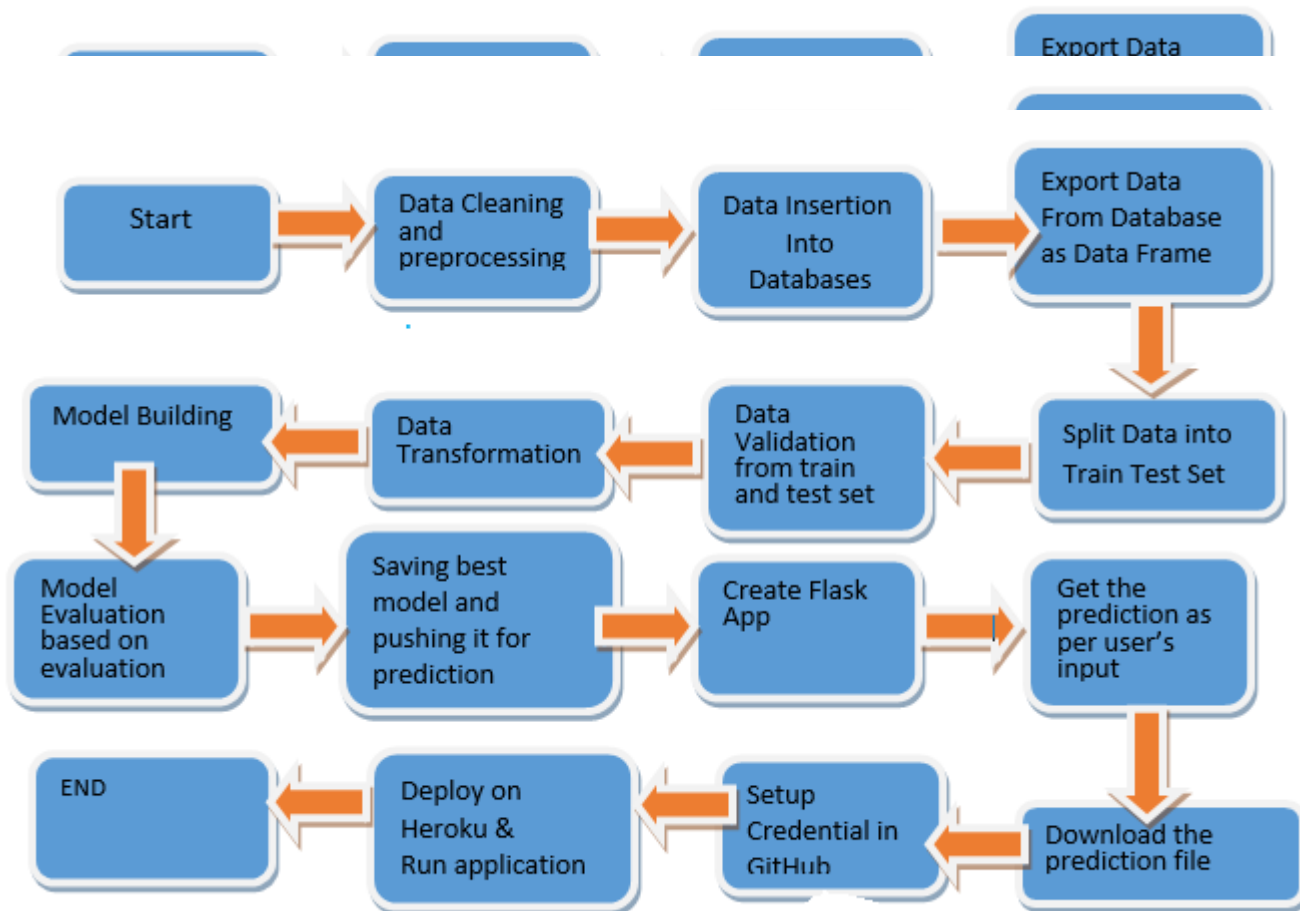 Export Data
Start
Data Cleaning
and
preprocessing
Data Insertion
Into
Databases
Export Data
From Database
as Data Frame
Split Data into
Train Test Set
Data
Validation
from train
and test set
Data
Transformation
Model Building
Model
Evaluation
based on
evaluation
Saving best
model and
pushing it for
prediction
Create Flask
App
Get the
prediction as
per user’s
input
Download the
prediction file
Setup
Credential in
GitHub
Deploy on
Heroku &
Run application
END